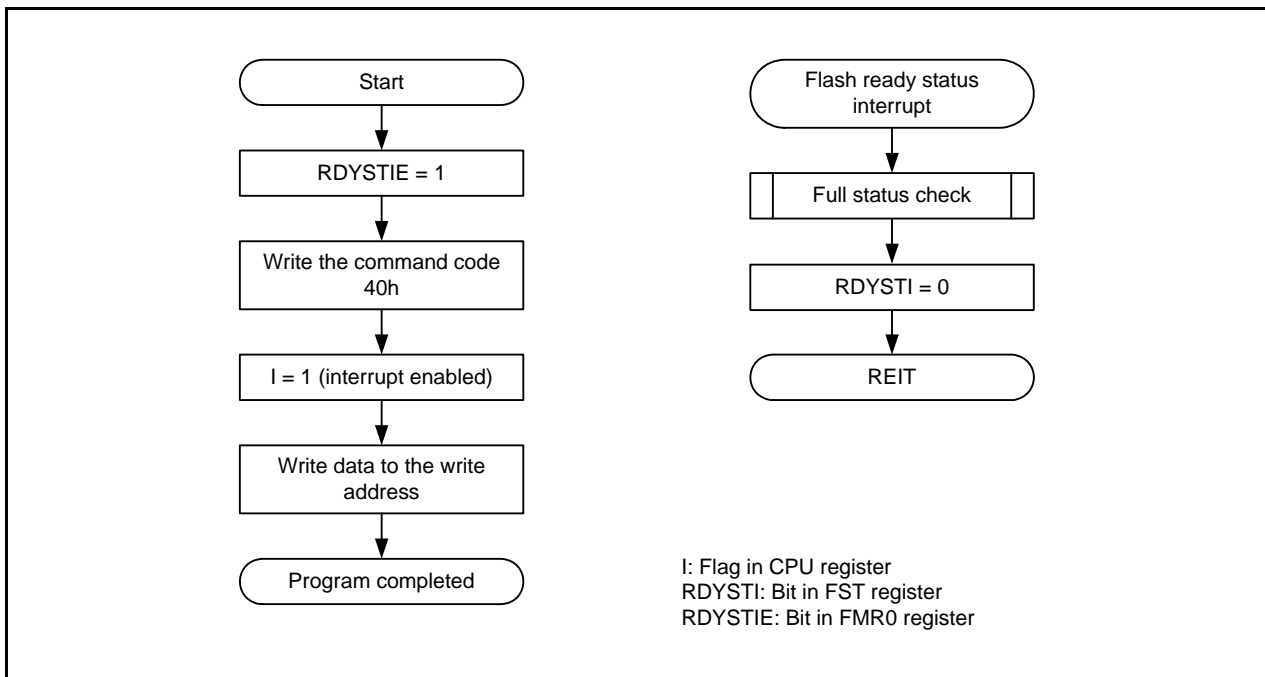 Start
RDYSTIE = 1
Write the command code
40h
I = 1 (interrupt enabled)
Write data to the write
address
Program completed
Flash ready status
interrupt
Full status check
RDYSTI = 0
REIT
I: Flag in CPU register
RDYSTI: Bit in FST register
RDYSTIE: Bit in FMR0 register